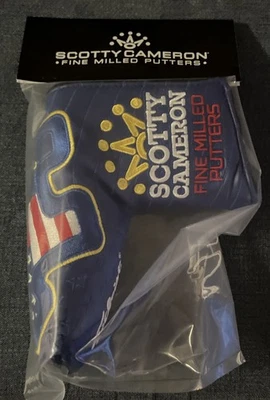 SCOTTY CAMERON
FINE MILLED PUTTERS
SCOTTY
CAMERON
FINE-MILLED
PUTTERS